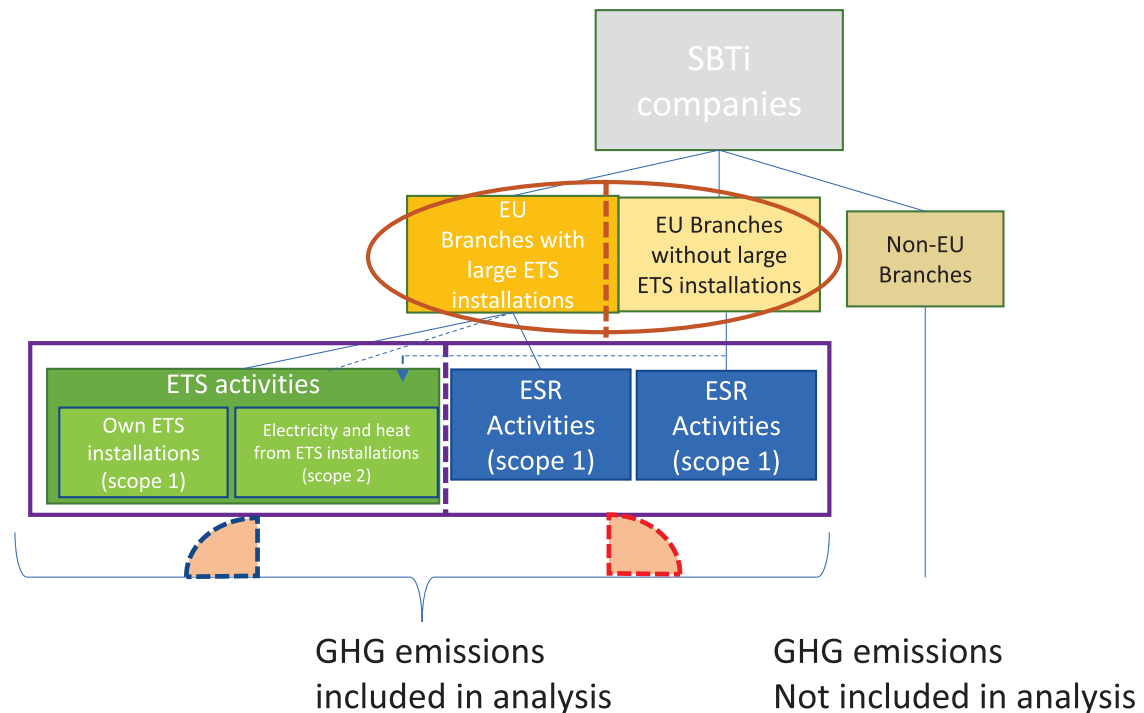 SBTi
companies
EU
Branches with
large ETS
installations
EU Branches
without large
ETS installations
Non-EU
Branches
ETS activities
Own ETS
installations
(scope 1)
Electricity and heat
from ETS installations
(scope 2)
ESR
Activities
(scope 1)
ESR
Activities
(scope 1)
GHG emissions
included in analysis
GHG emissions
Not included in analysis